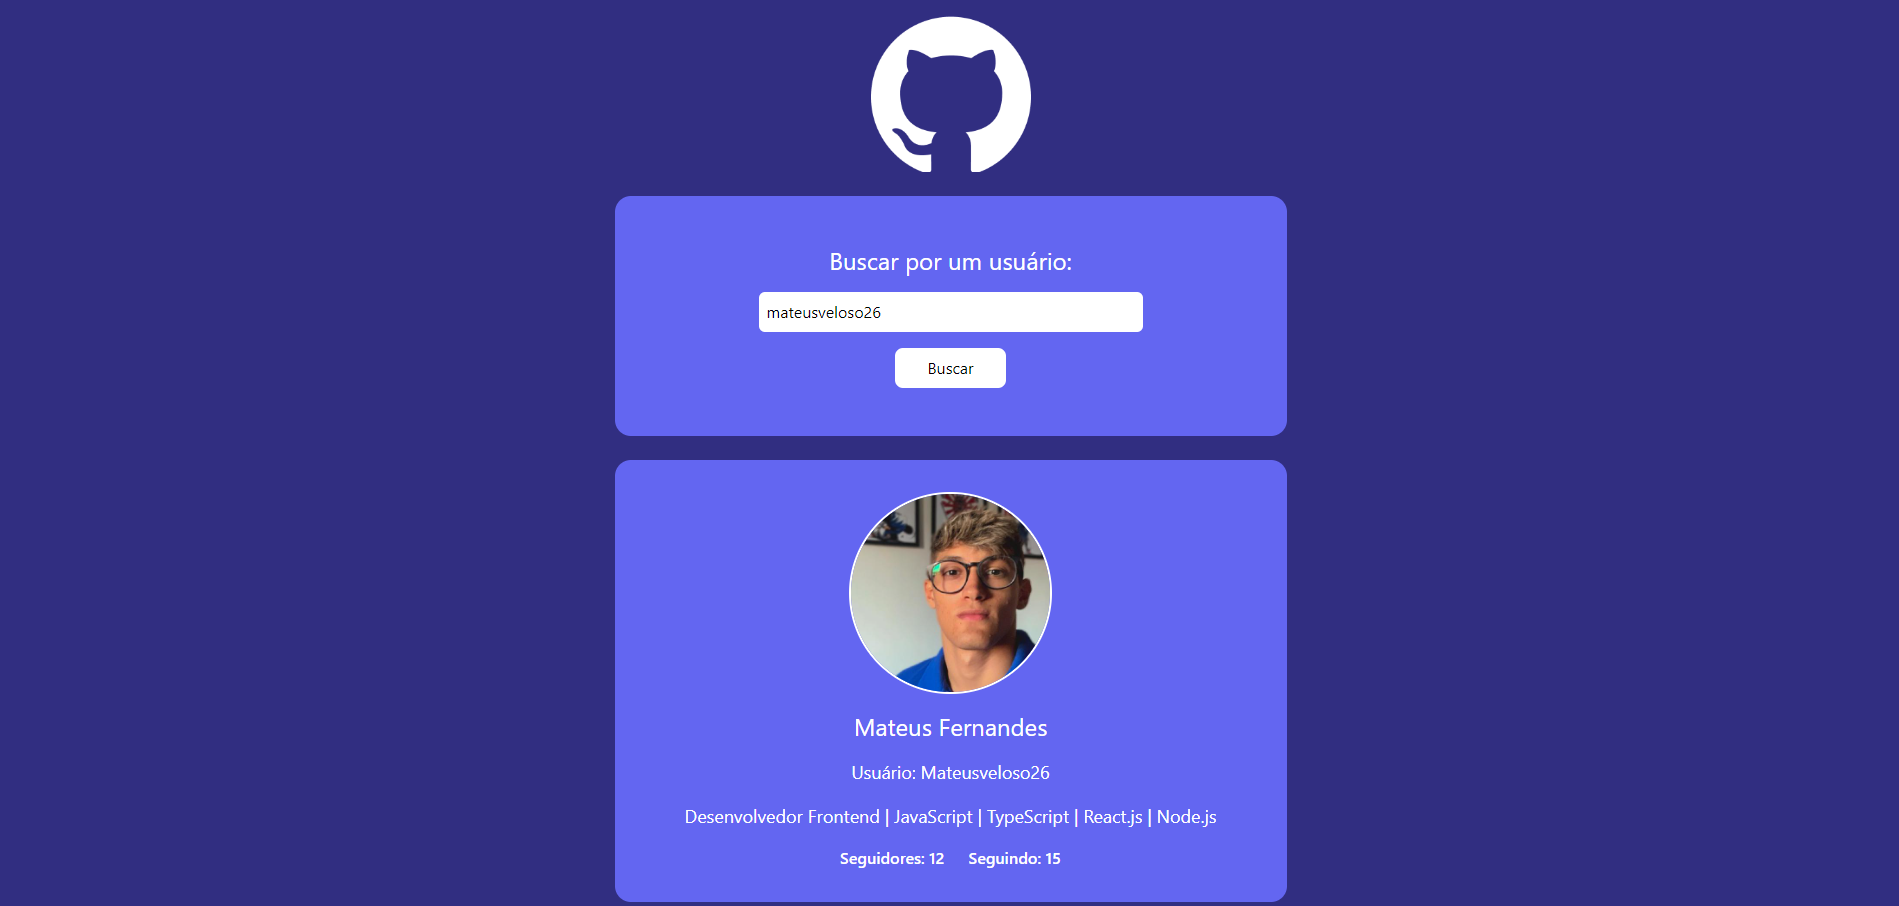 Buscar por um usuário:
mateusveloso26
Buscar
Mateus Fernandes
Usuário: Mateusveloso26
Desenvolvedor Frontend | JavaScript | TypeScript | React.js | Node.js
Seguidores: 12 Seguindo: 15